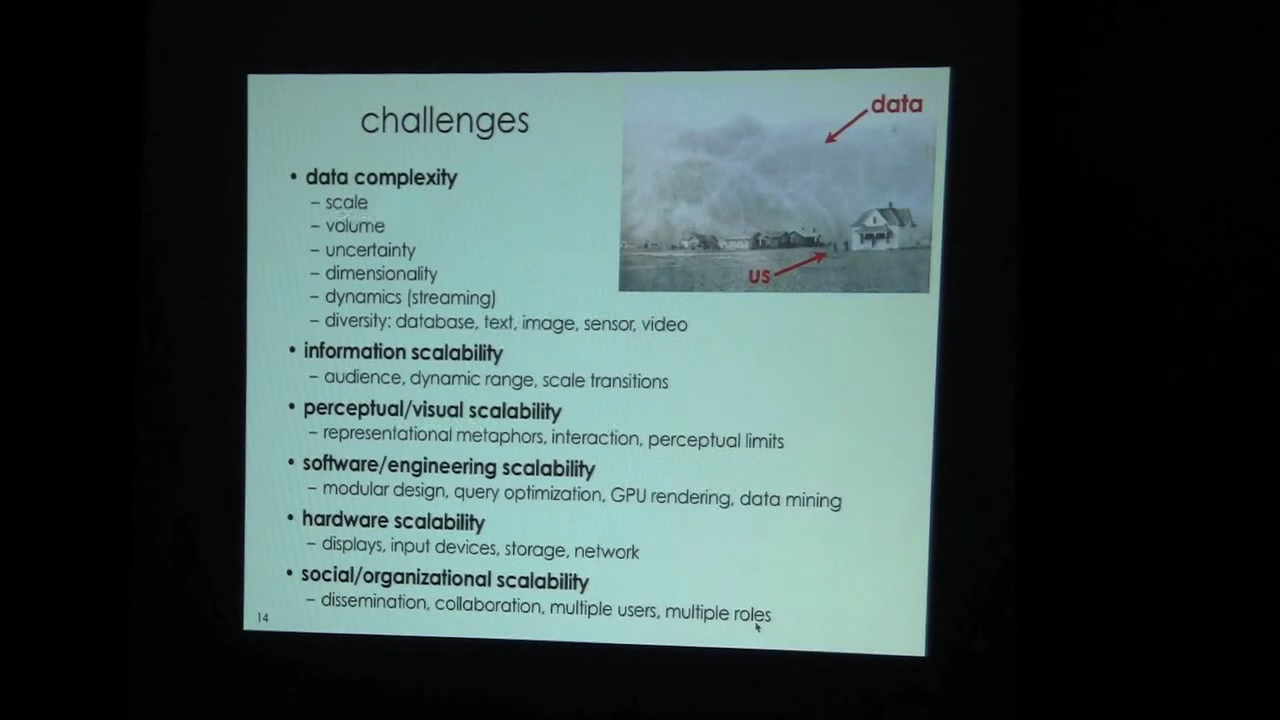 challenges
data
us
• data complexity
– scale
– volume
– uncertainty
– dimensionality
– dynamics (streaming)
– diversity: database, text, image, sensor, video
• information scalability
– audience, dynamic range, scale transitions
• perceptual/visual scalability
– representational metaphors, interaction, perceptual limits
• software/engineering scalability
– modular design, query optimization, GPU rendering, data mining
• hardware scalability
– displays, input devices, storage, network
• social/organizational scalability
– dissemination, collaboration, multiple users, multiple roles
14